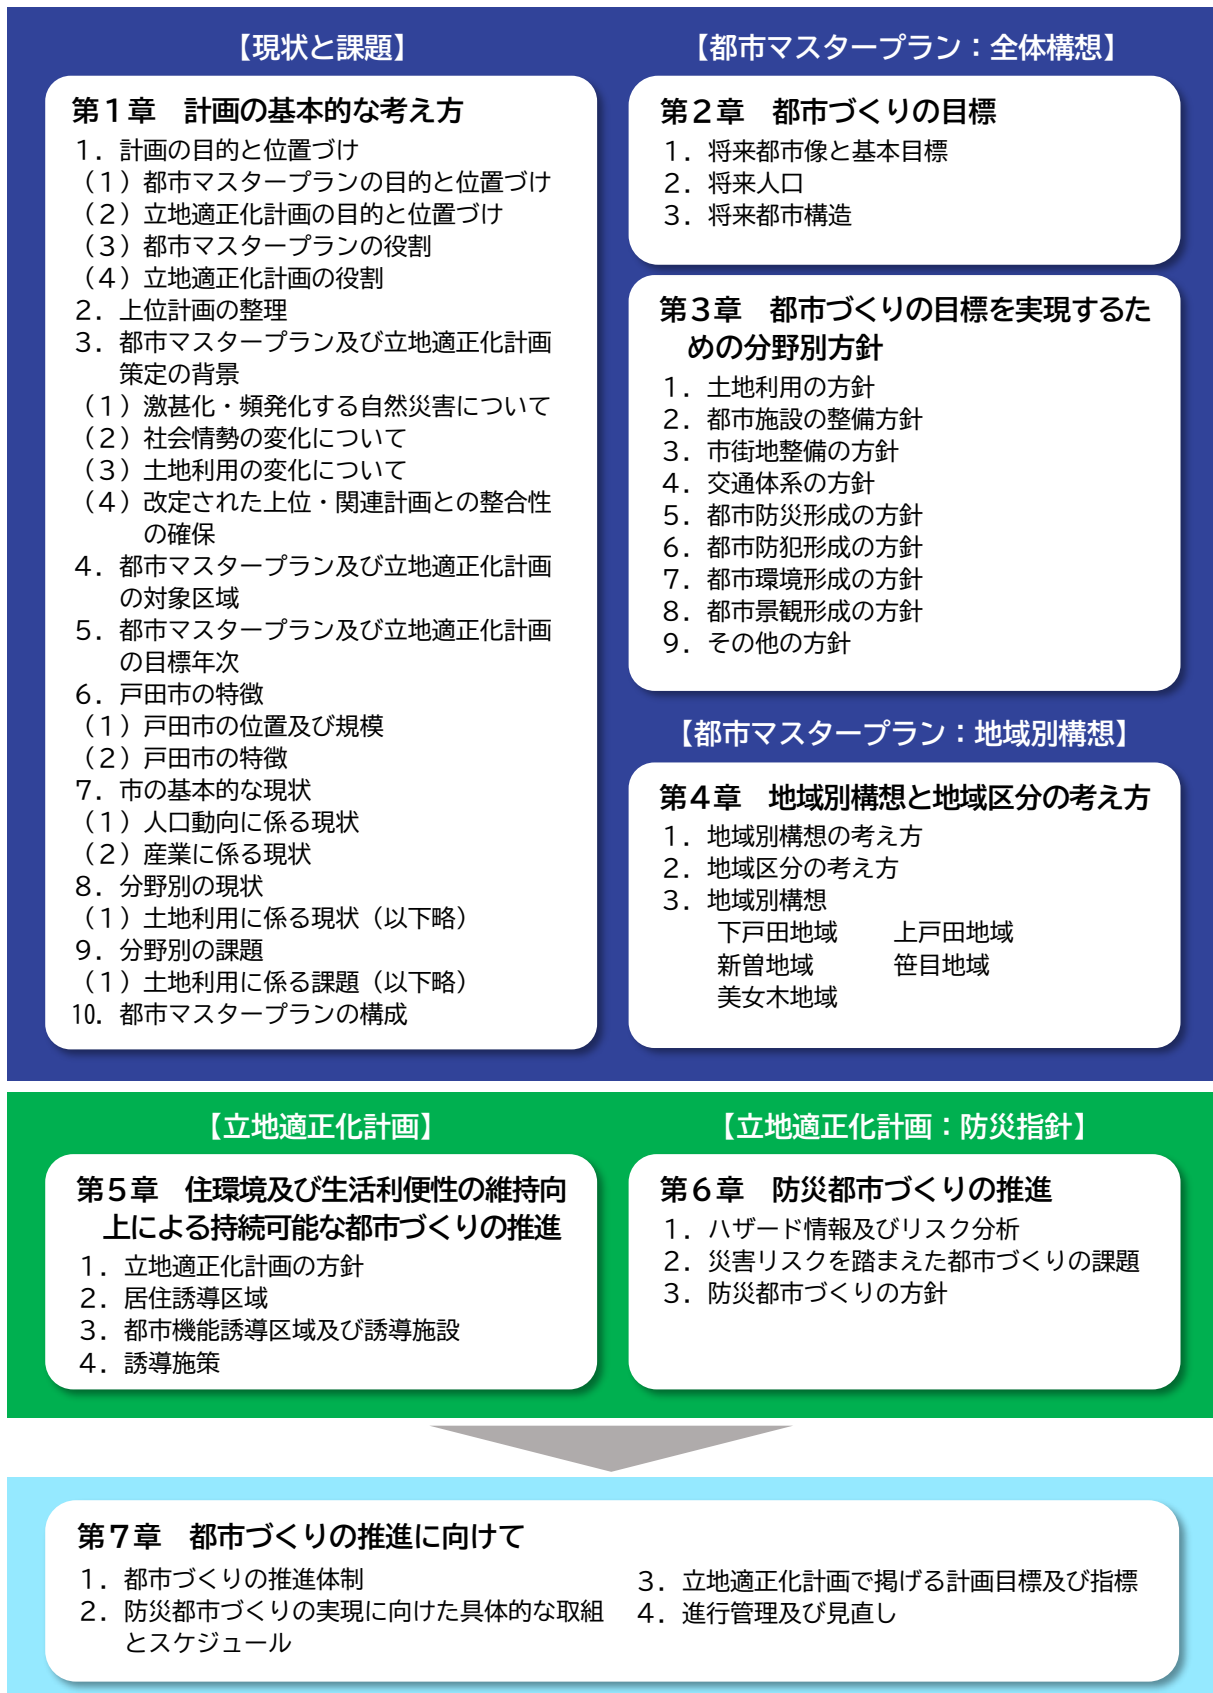 【現状と課題】
第１章　計画の基本的な考え方
１．計画の目的と位置づけ
（１）都市マスタープランの目的と位置づけ
（２）立地適正化計画の目的と位置づけ
（３）都市マスタープランの役割
（４）立地適正化計画の役割
２．上位計画の整理
３．都市マスタープラン及び立地適正化計画
策定の背景
（１）激甚化・頻発化する自然災害について
（２）社会情勢の変化について
（３）土地利用の変化について
（４）改定された上位・関連計画との整合性
の確保
４．都市マスタープラン及び立地適正化計画
の対象区域
５．都市マスタープラン及び立地適正化計画
の目標年次
６．戸田市の特徴
（１）戸田市の位置及び規模
（２）戸田市の特徴
７．市の基本的な現状
（１）人口動向に係る現状
（２）産業に係る現状
８．分野別の現状
（１）土地利用に係る現状（以下略）
９．分野別の課題
（１）土地利用に係る課題（以下略）
10．都市マスタープランの構成
【都市マスタープラン：全体構想】
第２章　都市づくりの目標
１．将来都市像と基本目標
２．将来人口
３．将来都市構造
第３章　都市づくりの目標を実現するた
めの分野別方針
１．土地利用の方針
２．都市施設の整備方針
３．市街地整備の方針
４．交通体系の方針
５．都市防災形成の方針
６．都市防犯形成の方針
７．都市環境形成の方針
８．都市景観形成の方針
９．その他の方針
【都市マスタープラン：地域別構想】
第４章　地域別構想と地域区分の考え方
１．地域別構想の考え方
２．地域区分の考え方
３．地域別構想
下戸田地域　　上戸田地域
新曽地域　　　笹目地域
美女木地域
【立地適正化計画】
第５章　住環境及び生活利便性の維持向
上による持続可能な都市づくりの推進
１．立地適正化計画の方針
２．居住誘導区域
３．都市機能誘導区域及び誘導施設
４．誘導施策
【立地適正化計画：防災指針】
第６章　防災都市づくりの推進
１．ハザード情報及びリスク分析
２．災害リスクを踏まえた都市づくりの課題
３．防災都市づくりの方針
第７章　都市づくりの推進に向けて
１．都市づくりの推進体制
２．防災都市づくりの実現に向けた具体的な取組
とスケジュール
３．立地適正化計画で掲げる計画目標及び指標
４．進行管理及び見直し